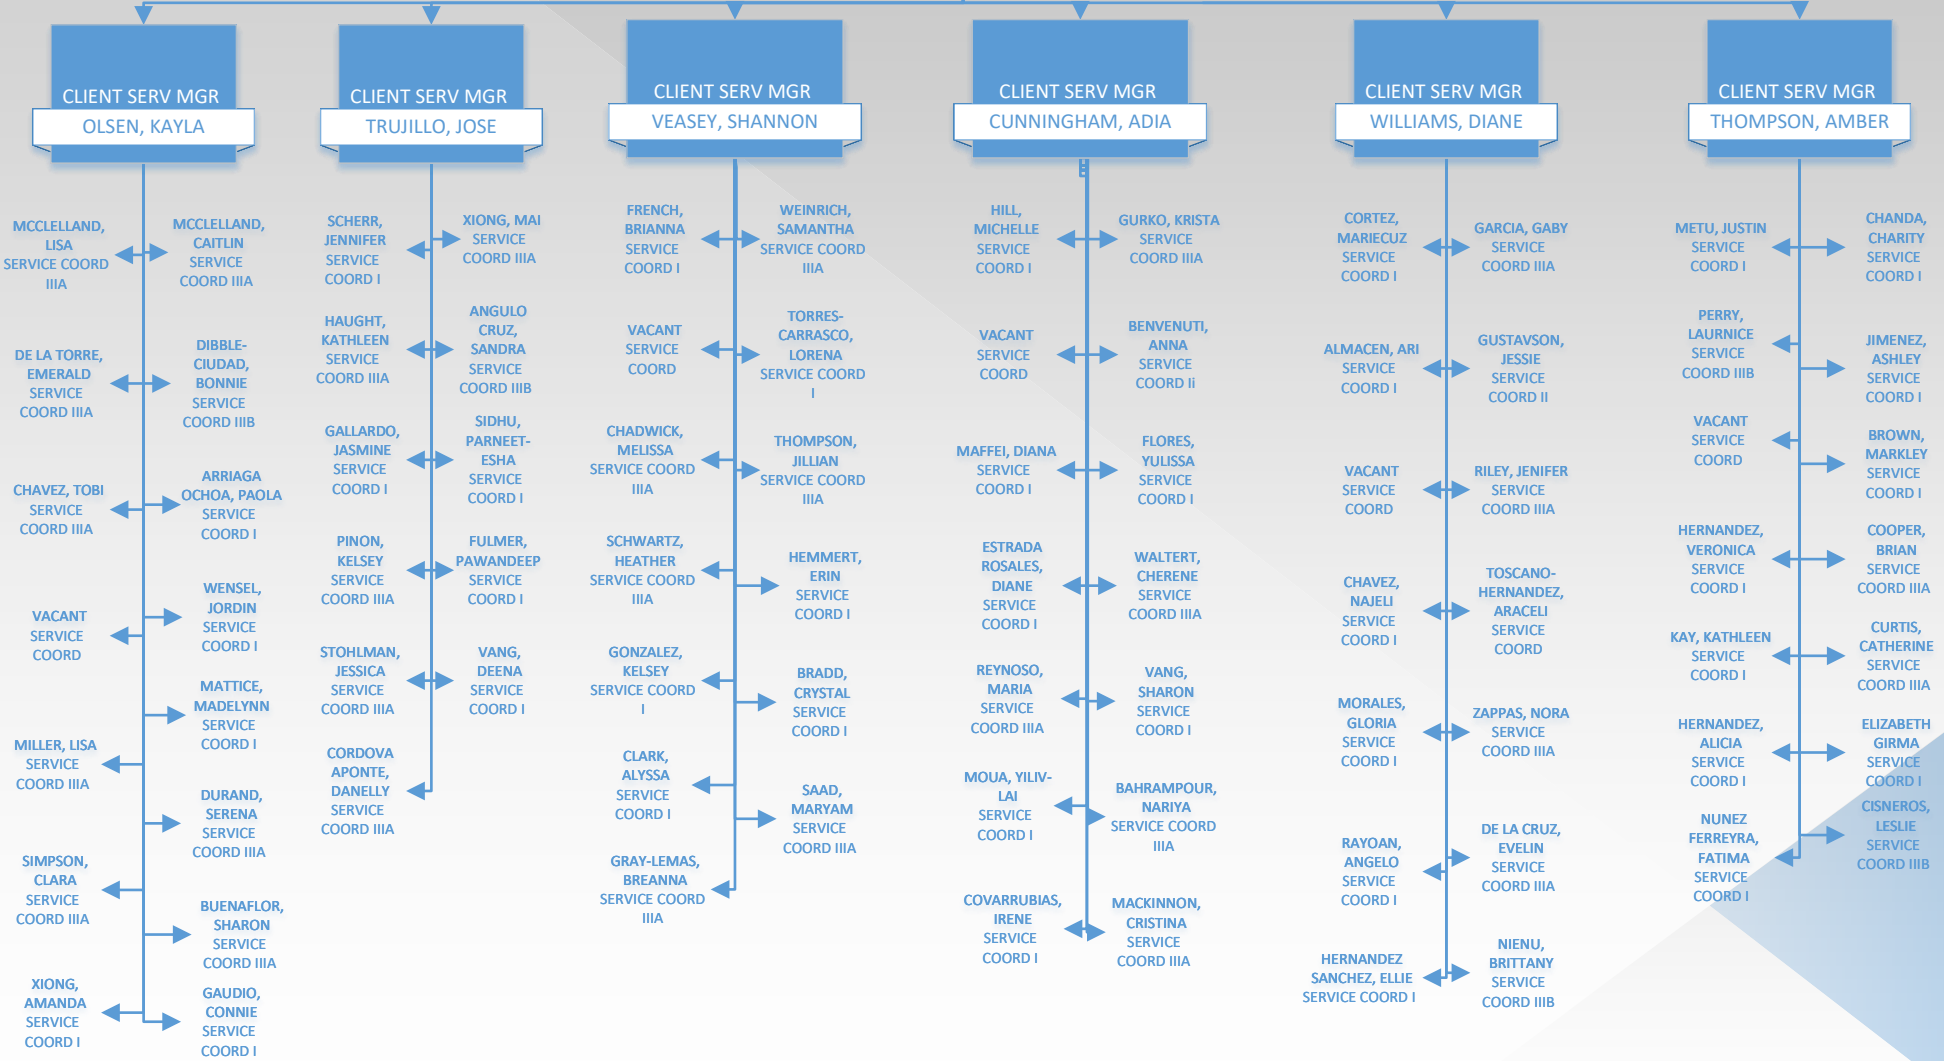 CLIENT SERV MGR
OLSEN, KAYLA
MCCLELLAND,
LISA
SERVICE COORD
IIIA
MCCLELLAND,
CAITLIN
SERVICE
COORD IIIA
DE LA TORRE,
EMERALD
SERVICE
COORD IIIA
DIBBLE-
CIUDAD,
BONNIE
SERVICE
COORD IIIB
CHAVEZ, TOBI
SERVICE
COORD IIIA
ARRIAGA
OCHOA, PAOLA
SERVICE
COORD I
VACANT
SERVICE
COORD
WENSEL,
JORDIN
SERVICE
COORD I
MATTICE,
MADELYNN
SERVICE
COORD I
MILLER, LISA
SERVICE
COORD IIIA
DURAND,
SERENA
SERVICE
COORD IIIA
SIMPSON,
CLARA
SERVICE
COORD IIIA
BUENAFLOR,
SHARON
SERVICE
COORD IIIA
XIONG,
AMANDA
SERVICE
COORD I
GAUDIO,
CONNIE
SERVICE
COORD I
CLIENT SERV MGR
TRUJILLO, JOSE
SCHERR,
JENNIFER
SERVICE
COORD I
XIONG, MAI
SERVICE
COORD IIIA
HAUGHT,
KATHLEEN
SERVICE
COORD IIIA
ANGULO
CRUZ,
SANDRA
SERVICE
COORD IIIB
GALLARDO,
JASMINE
SERVICE
COORD I
SIDHU,
PARNEET-
ESHA
SERVICE
COORD I
PINON,
KELSEY
SERVICE
COORD IIIA
FULMER,
PAWANDEEP
SERVICE
COORD I
STOHLMAN,
JESSICA
SERVICE
COORD IIIA
VANG,
DEENA
SERVICE
COORD I
CORDOVA
APONTE,
DANELLY
SERVICE
COORD IIIA
CLIENT SERV MGR
VEASEY, SHANNON
FRENCH,
BRIANNA
SERVICE
COORD I
WEINRICH,
SAMANTHA
SERVICE COORD
IIIA
VACANT
SERVICE
COORD
TORRES-
CARRASCO,
LORENA
SERVICE COORD
I
CHADWICK,
MELISSA
SERVICE COORD
IIIA
THOMPSON,
JILLIAN
SERVICE COORD
IIIA
SCHWARTZ,
HEATHER
SERVICE COORD
IIIA
HEMMERT,
ERIN
SERVICE
COORD I
GONZALEZ,
KELSEY
SERVICE COORD
I
BRADD,
CRYSTAL
SERVICE
COORD I
CLARK,
ALYSSA
SERVICE
COORD I
SAAD,
MARYAM
SERVICE
COORD IIIA
GRAY-LEMAS,
BREANNA
SERVICE COORD
IIIA
CLIENT SERV MGR
CUNNINGHAM, ADIA
HILL,
MICHELLE
SERVICE
COORD I
GURKO, KRISTA
SERVICE
COORD IIIA
VACANT
SERVICE
COORD
BENVENUTI,
ANNA
SERVICE
COORD Ii
MAFFEI, DIANA
SERVICE
COORD I
FLORES,
YULISSA
SERVICE
COORD I
ESTRADA
ROSALES,
DIANE
SERVICE
COORD I
WALTERT,
CHERENE
SERVICE
COORD IIIA
REYNOSO,
MARIA
SERVICE
COORD IIIA
VANG,
SHARON
SERVICE
COORD I
MOUA, YILIV-
LAI
SERVICE
COORD I
BAHRAMPOUR,
NARIYA
SERVICE COORD
IIIA
COVARRUBIAS,
IRENE
SERVICE
COORD I
MACKINNON,
CRISTINA
SERVICE
COORD IIIA
CLIENT SERV MGR
WILLIAMS, DIANE
CORTEZ,
MARIECUZ
SERVICE
COORD I
GARCIA, GABY
SERVICE
COORD IIIA
ALMACEN, ARI
SERVICE
COORD I
GUSTAVSON,
JESSIE
SERVICE
COORD II
VACANT
SERVICE
COORD
RILEY, JENIFER
SERVICE
COORD IIIA
CHAVEZ,
NAJELI
SERVICE
COORD I
TOSCANO-
HERNANDEZ,
ARACELI
SERVICE
COORD
MORALES,
GLORIA
SERVICE
COORD I
ZAPPAS, NORA
SERVICE
COORD IIIA
RAYOAN,
ANGELO
SERVICE
COORD I
DE LA CRUZ,
EVELIN
SERVICE
COORD IIIA
HERNANDEZ
SANCHEZ, ELLIE
SERVICE COORD I
NIENU,
BRITTANY
SERVICE
COORD IIIB
CLIENT SERV MGR
THOMPSON, AMBER
METU, JUSTIN
SERVICE
COORD I
CHANDA,
CHARITY
SERVICE
COORD I
PERRY,
LAURNICE
SERVICE
COORD IIIB
JIMENEZ,
ASHLEY
SERVICE
COORD I
VACANT
SERVICE
COORD
BROWN,
MARKLEY
SERVICE
COORD I
HERNANDEZ,
VERONICA
SERVICE
COORD I
COOPER,
BRIAN
SERVICE
COORD IIIA
KAY, KATHLEEN
SERVICE
COORD I
CURTIS,
CATHERINE
SERVICE
COORD IIIA
HERNANDEZ,
ALICIA
SERVICE
COORD I
ELIZABETH
GIRMA
SERVICE
COORD I
NUNEZ
FERREYRA,
FATIMA
SERVICE
COORD I
CISNEROS,
LESLIE
SERVICE
COORD IIIB